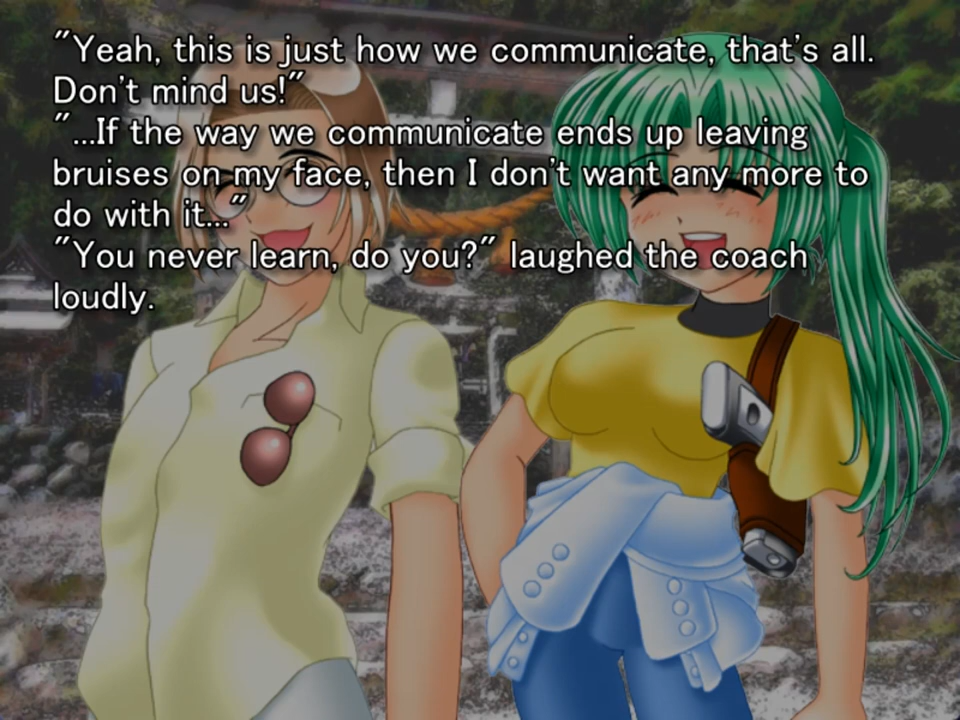 "Yeah, this is just how we communicate, that's all.
Don't mind us!"
"...If the way we communicate ends up leaving
bruises on my face, then I don't want any more to
do with it..."
"You never learn, do you?" laughed the coach
loudly.